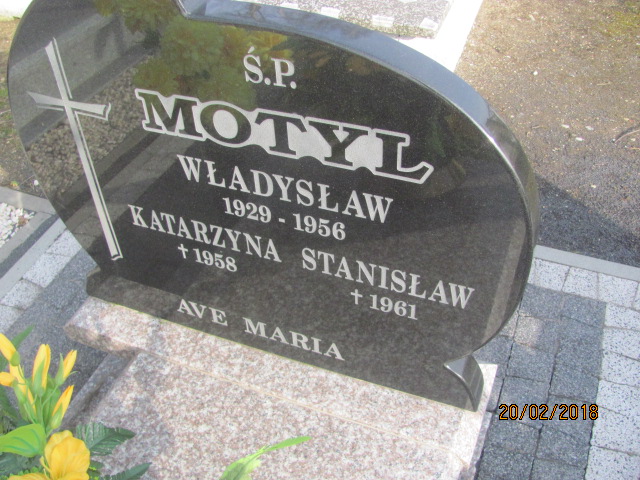 Ś.P.
MOTYL
WŁADYSŁAW
1929 - 1956
KATARZYNA STANISŁAW
✝ 1958 ✝ 1961
AVE MARIA
20/02/2018